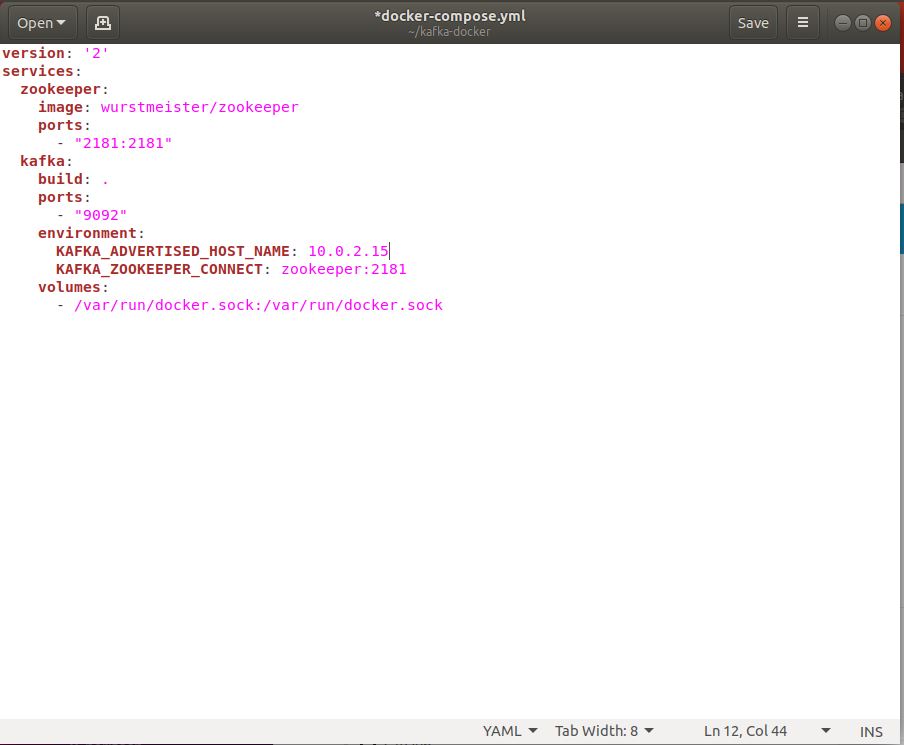 Open
*docker-compose.yml
~/kafka-docker
Save
version: '2'
services:
  zookeeper:
    image: wurstmeister/zookeeper
    ports:
      - "2181:2181"
  kafka:
    build: .
    ports:
      - "9092"
    environment:
      KAFKA_ADVERTISED_HOST_NAME: 10.0.2.15
      KAFKA_ZOOKEEPER_CONNECT: zookeeper:2181
    volumes:
      - /var/run/docker.sock:/var/run/docker.sock
YAML Tab Width: 8 Ln 12, Col 44 INS